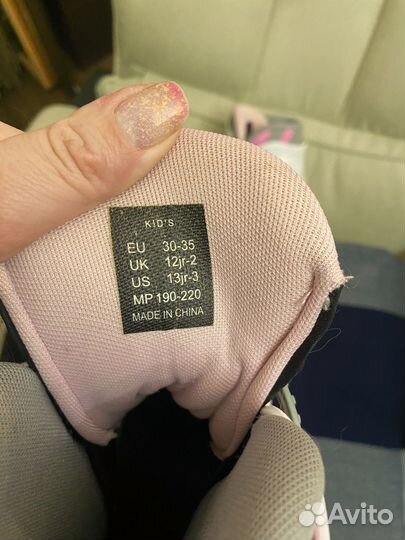 KID'S
EU 30-35
UK 12jr-2
US 13jr-3
MP 190-220
MADE IN CHINA
Avito